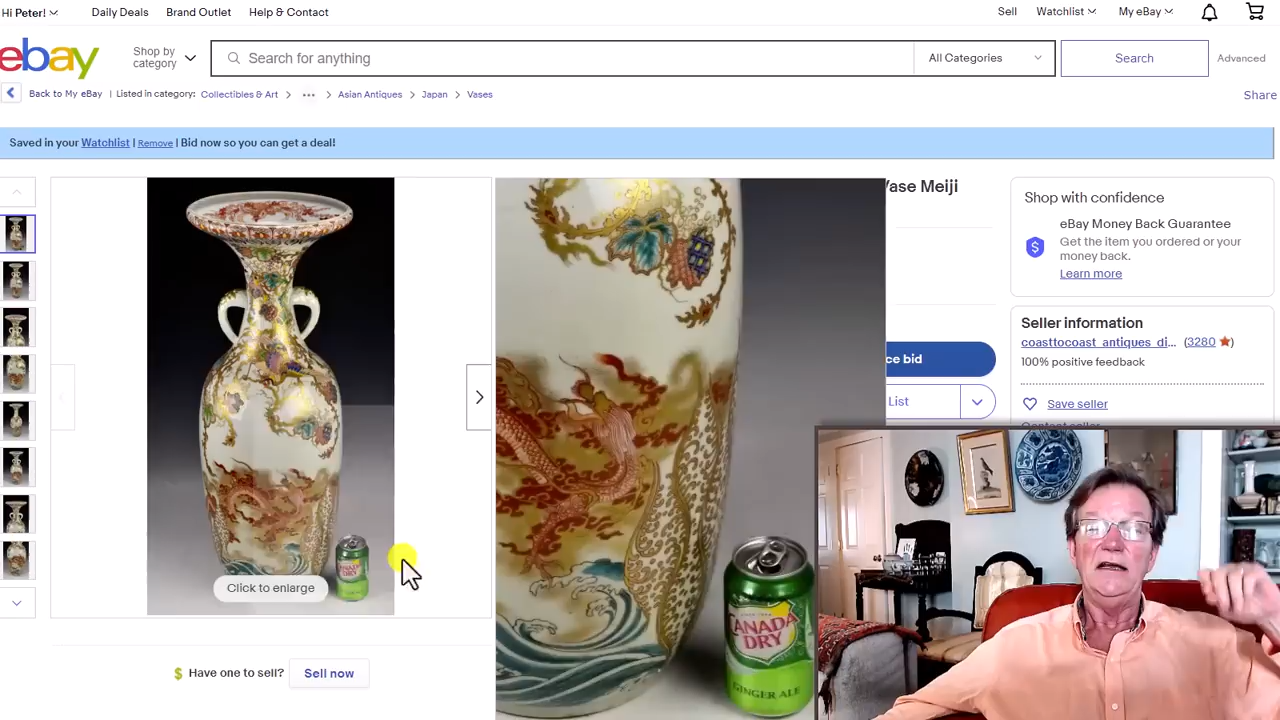 Hi Peter!
Daily Deals
Brand Outlet
Help & Contact
Sell
Watchlist
My eBay
ebay
Shop by
category
Search for anything
All Categories
Search
Advanced
Back to My eBay | Listed in category: Collectibles & Art > ••• > Asian Antiques > Japan > Vases
Share
Saved in your Watchlist | Remove | Bid now so you can get a deal!
Vase Meiji
Shop with confidence
eBay Money Back Guarantee
Get the item you ordered or your
money back.
Learn more
Seller information
coasttocoast_antiques_di... (3280)
100% positive feedback
Save seller
ce bid
List
CANADA
DRY
Click to enlarge
CANADA
DRY
GINGER ALE
$ Have one to sell?
Sell now